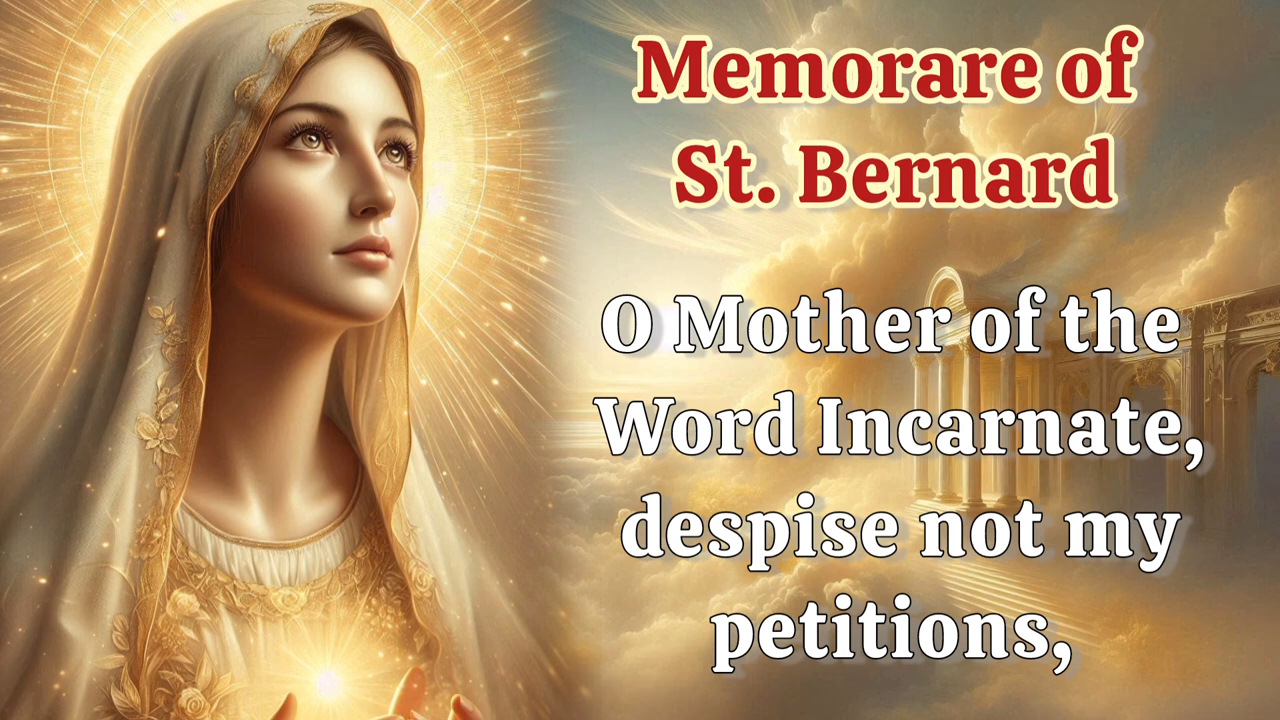 Memorare of
St. Bernard
O Mother of the
Word Incarnate,
despise not my
petitions,